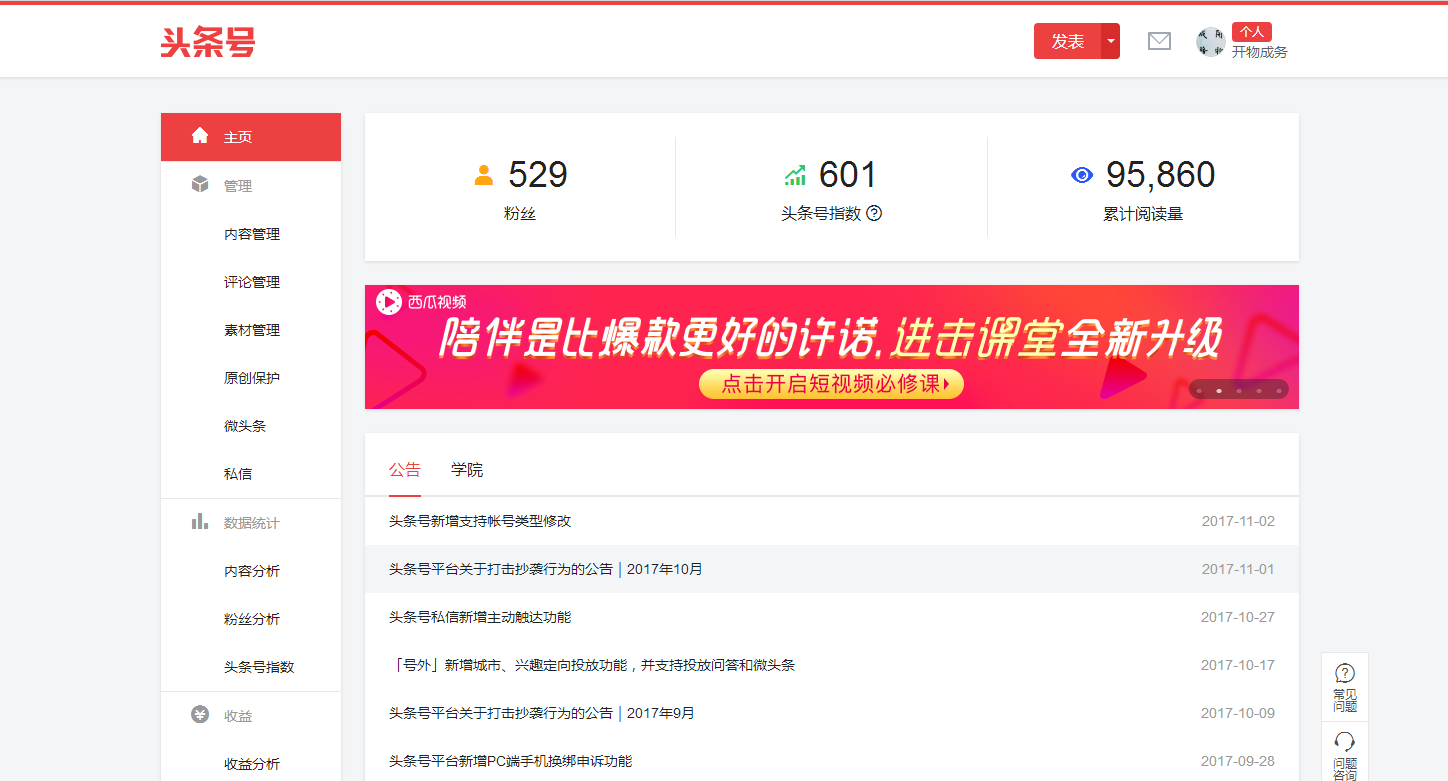 头条号
发表
个人
开物成务
主页
管理
内容管理
评论管理
素材管理
原创保护
微头条
私信
数据统计
内容分析
粉丝分析
头条号指数
收益
收益分析
529
粉丝
601
头条号指数
95,860
累计阅读量
西瓜视频
陪伴是比爆款更好的许诺,进击课堂全新升级
点击开启短视频必修课
公告 学院
头条号新增支持帐号类型修改 2017-11-02
头条号平台关于打击抄袭行为的公告│2017年10月 2017-11-01
头条号私信新增主动触达功能 2017-10-27
「号外」新增城市、兴趣定向投放功能，并支持投放问答和微头条 2017-10-17
头条号平台关于打击抄袭行为的公告│2017年9月 2017-10-09
头条号平台新增PC端手机换绑申诉功能 2017-09-28
常见
问题
问题
咨询